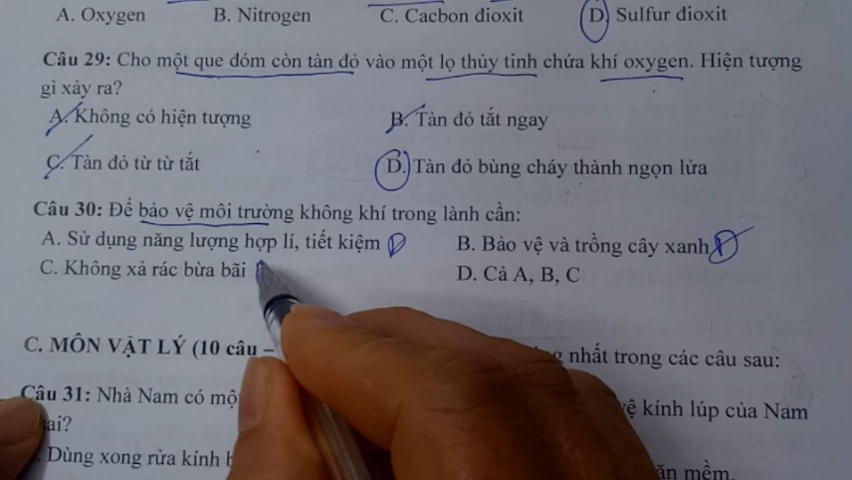 A. Oxygen B. Nitrogen C. Cacbon đioxit D. Sulfur đioxit
Câu 29: Cho một que đóm còn tàn đỏ vào một lọ thủy tinh chứa khí oxygen. Hiện tượng
gì xảy ra?
A. Không có hiện tượng B. Tàn đỏ tắt ngay
C. Tàn đỏ từ từ tắt D. Tàn đỏ bùng cháy thành ngọn lửa
Câu 30: Để bảo vệ môi trường không khí trong lành cần:
A. Sử dụng năng lượng hợp lí, tiết kiệm B. Bảo vệ và trồng cây xanh
C. Không xả rác bừa bãi D. Cả A, B, C
C. MÔN VẬT LÝ (10 câu – nhất trong các câu sau:
Câu 31: Nhà Nam có kính lúp của Nam
Dùng xong rửa kính mềm.